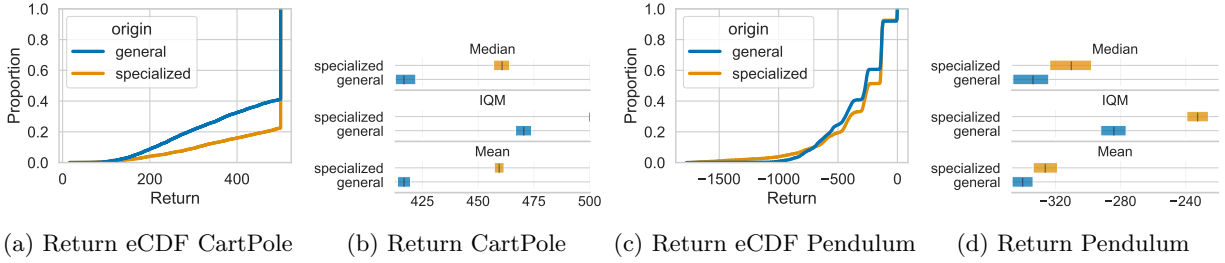 1.0
0.8
0.6
0.4
0.2
0.0
Proportion
origin
general
specialized
0
200
400
Return
(a) Return eCDF CartPole
Median
specialized
general
IQM
specialized
general
Mean
specialized
general
425
450
475
500
(b) Return CartPole
1.0
0.8
0.6
0.4
0.2
0.0
Proportion
origin
general
specialized
−1500
−1000
−500
0
Return
(c) Return eCDF Pendulum
Median
specialized
general
IQM
specialized
general
Mean
specialized
general
−320
−280
−240
(d) Return Pendulum